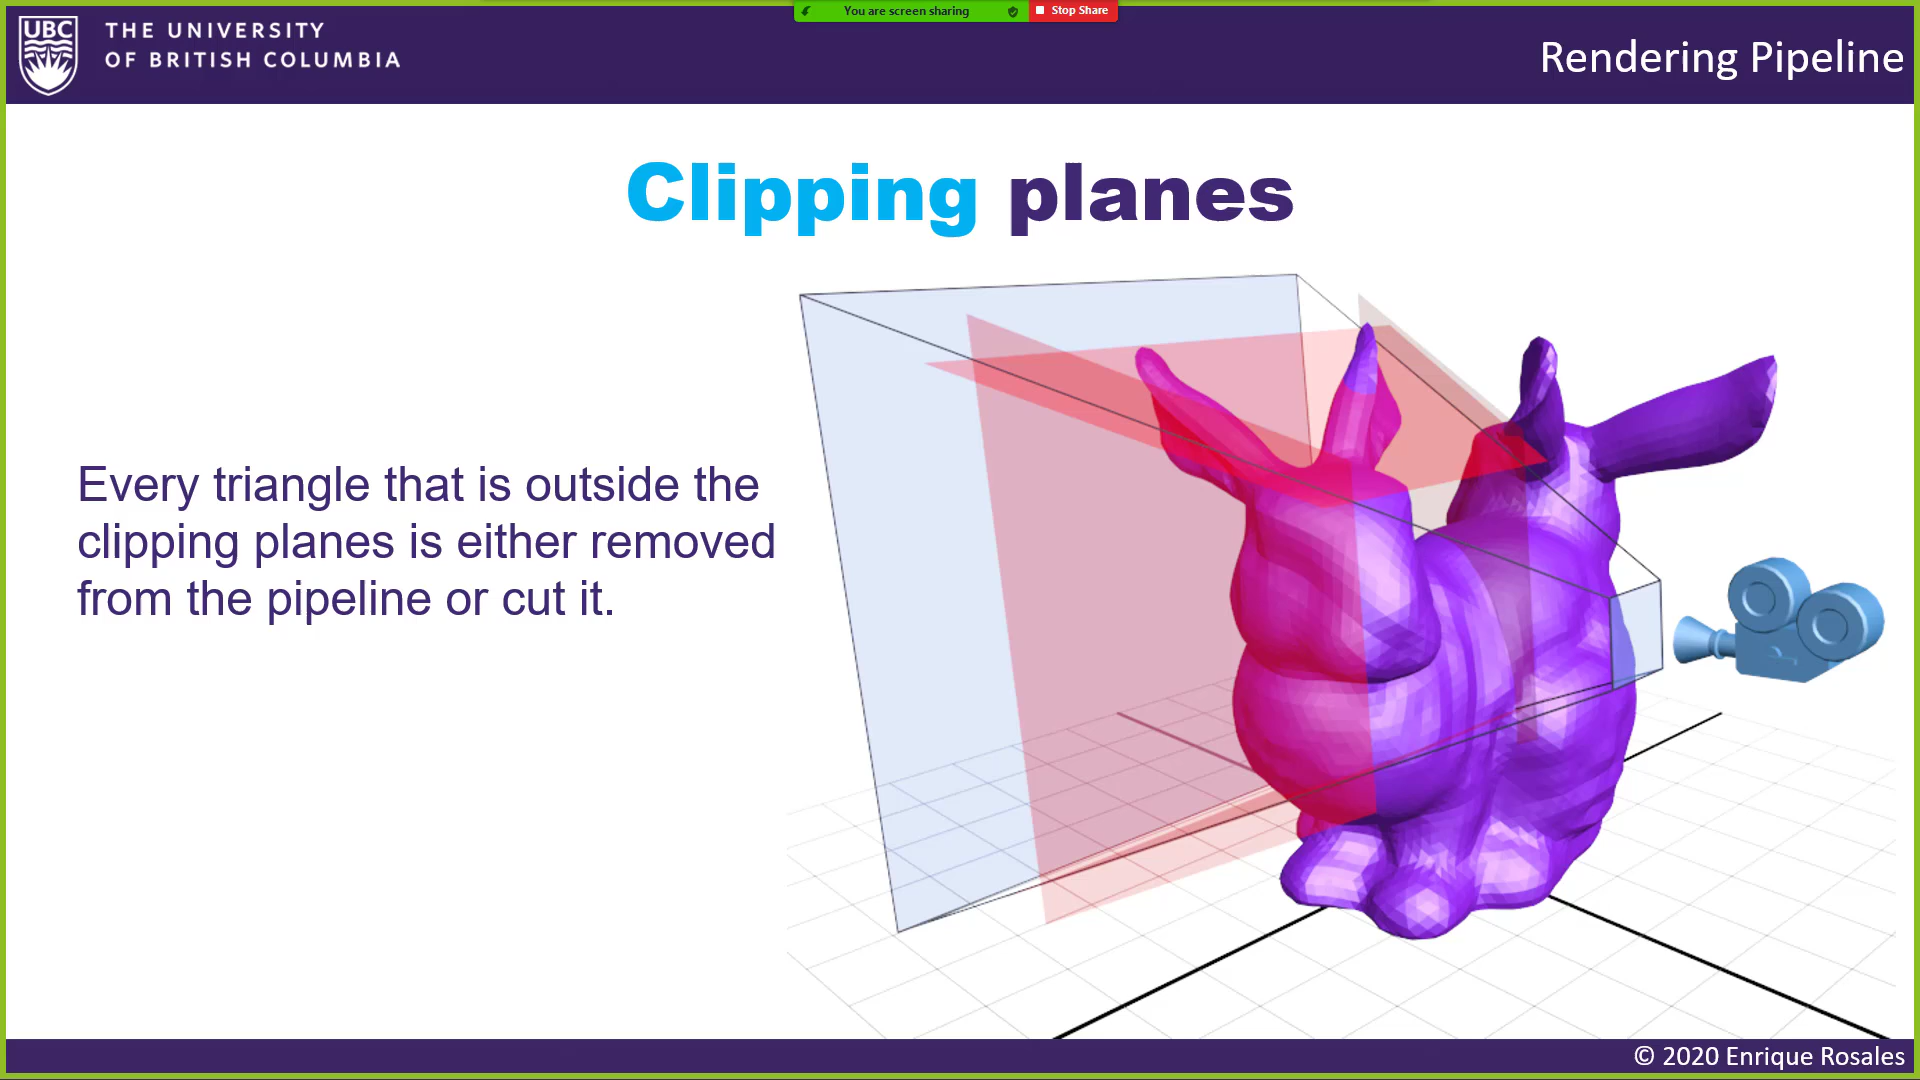 You are screen sharing
Stop Share
UBC
THE UNIVERSITY
OF BRITISH COLUMBIA
Rendering Pipeline
Clipping planes
Every triangle that is outside the
clipping planes is either removed
from the pipeline or cut it.
© 2020 Enrique Rosales